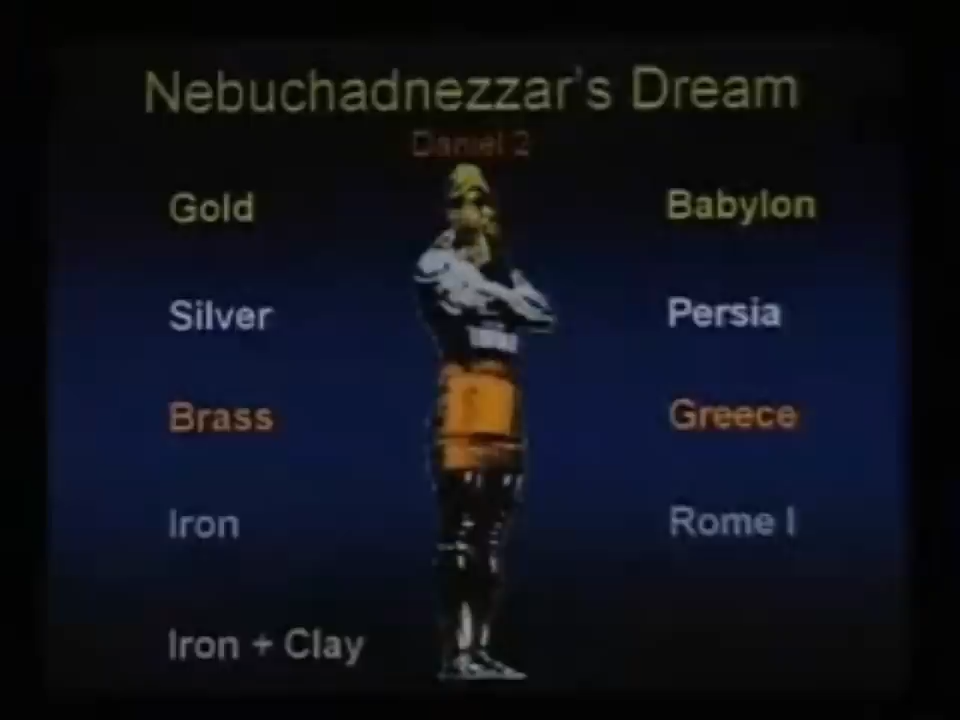 Nebuchadnezzar's Dream
Daniel 2
Gold Babylon
Silver Persia
Brass Greece
Iron Rome I
Iron + Clay